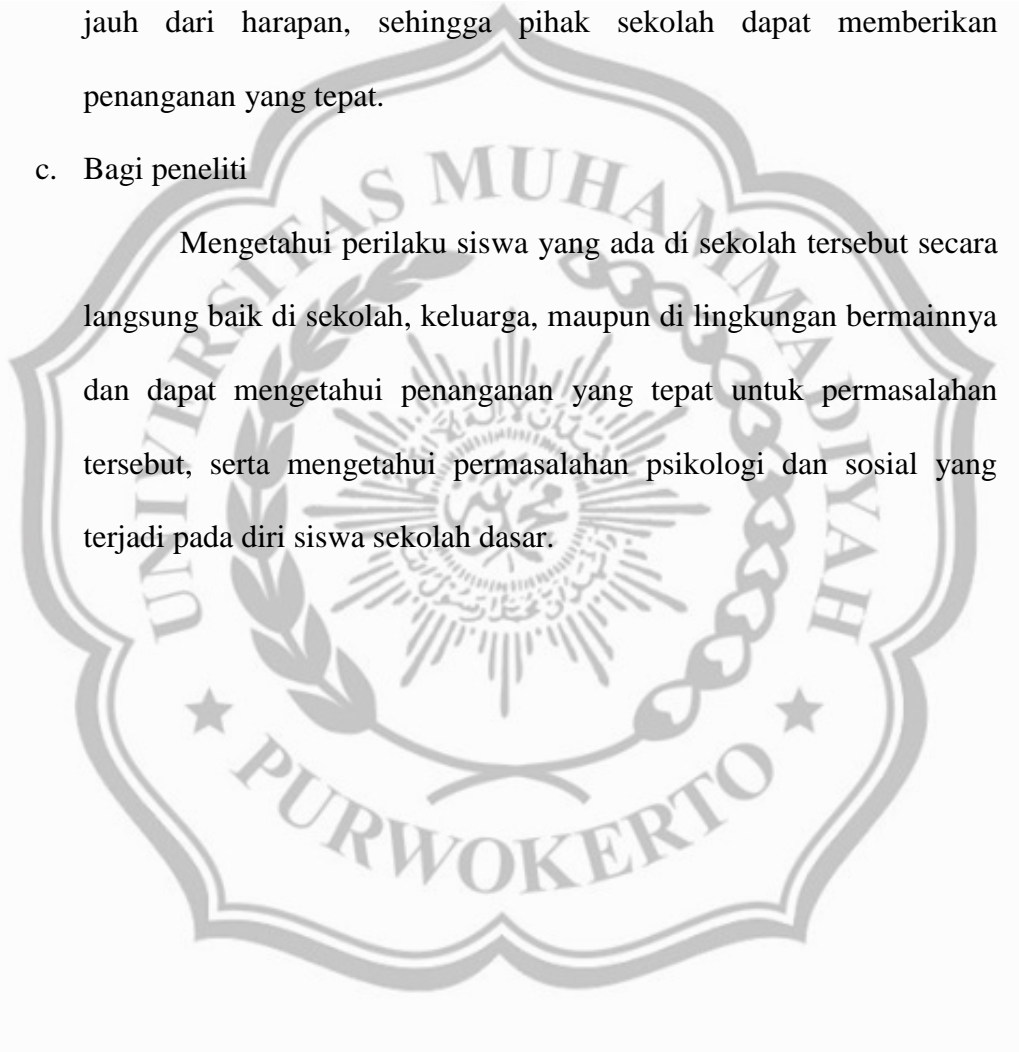 jauh dari harapan, sehingga pihak sekolah dapat memberikan
penanganan yang tepat.
c. Bagi peneliti
Mengetahui perilaku siswa yang ada di sekolah tersebut secara
langsung baik di sekolah, keluarga, maupun di lingkungan bermainnya
dan dapat mengetahui penanganan yang tepat untuk permasalahan
tersebut, serta mengetahui permasalahan psikologi dan sosial yang
terjadi pada diri siswa sekolah dasar.
UNIVERSITAS MUHAMMADIYAH
PURWOKERTO